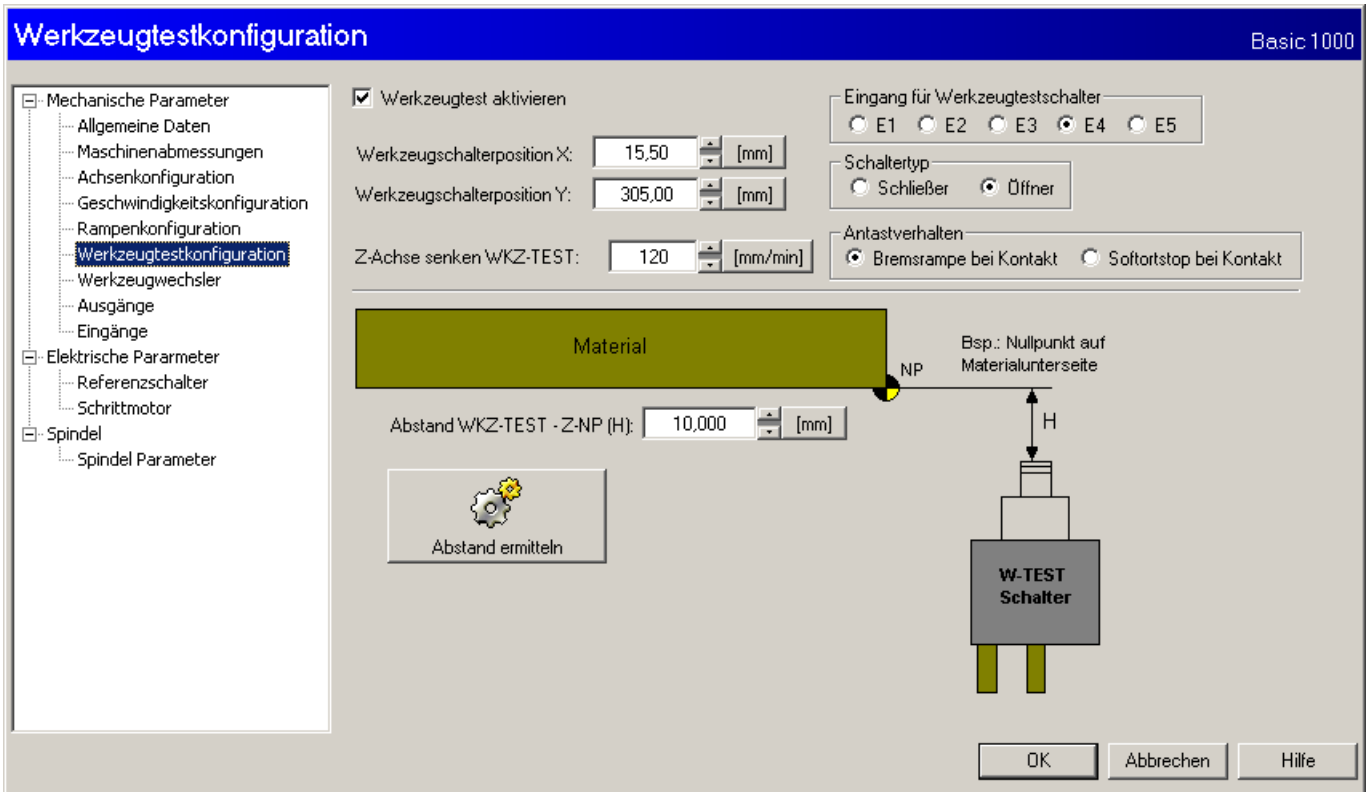 Werkzeugtestkonfiguration
Basic 1000
Mechanische Parameter
Allgemeine Daten
Maschinenabmessungen
Achsenkonfiguration
Geschwindigkeitskonfiguration
Rampenkonfiguration
Werkzeugtestkonfiguration
Werkzeugwechsler
Ausgänge
Eingänge
Elektrische Pararmeter
Referenzschalter
Schrittmotor
Spindel
Spindel Parameter
Werkzeugtest aktivieren
Werkzeugschalterposition X: 15,50 [mm]
Werkzeugschalterposition Y: 305,00 [mm]
Z-Achse senken WKZ-TEST: 120 [mm/min]
Eingang für Werkzeugtestschalter
E1 E2 E3 E4 E5
Schaltertyp
Schließer Öffner
Antastverhalten
Bremsrampe bei Kontakt Softortstop bei Kontakt
Material
NP
Bsp.: Nullpunkt auf
Materialunterseite
H
Abstand WKZ-TEST - Z-NP (H): 10,000 [mm]
Abstand ermitteln
W-TEST
Schalter
OK Abbrechen Hilfe